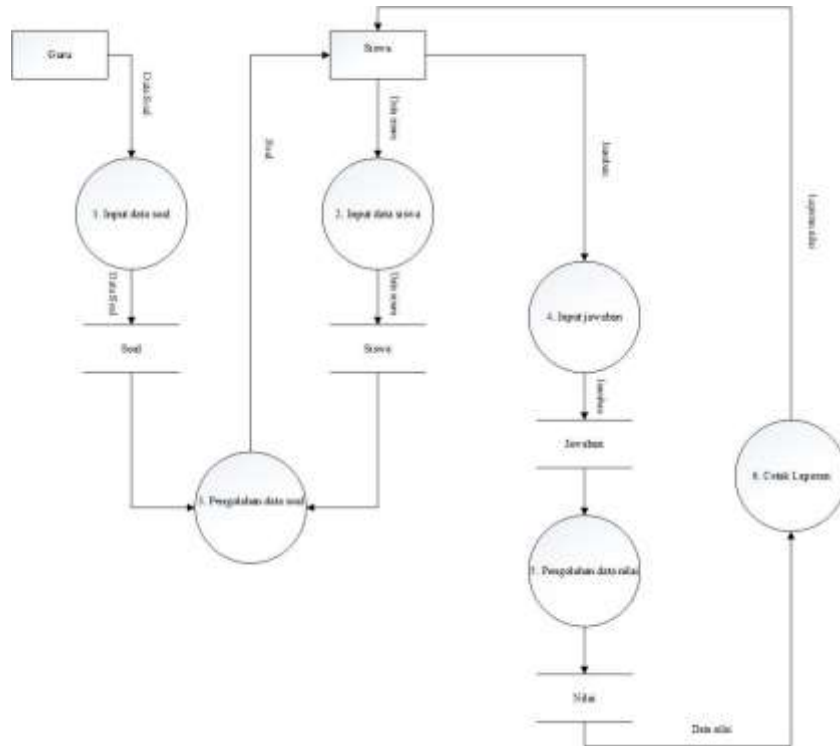 Guru
Siswa
Data Soal
Soal
Data siswa
Jawaban
Laporan nilai
1. Input data soal
2. Input data siswa
Data Soal
Data siswa
4. Input jawaban
Soal
Siswa
Jawaban
Jawaban
6. Cetak Laporan
3. Pengolahan data soal
5. Pengolahan data nilai
Nilai
Data nilai